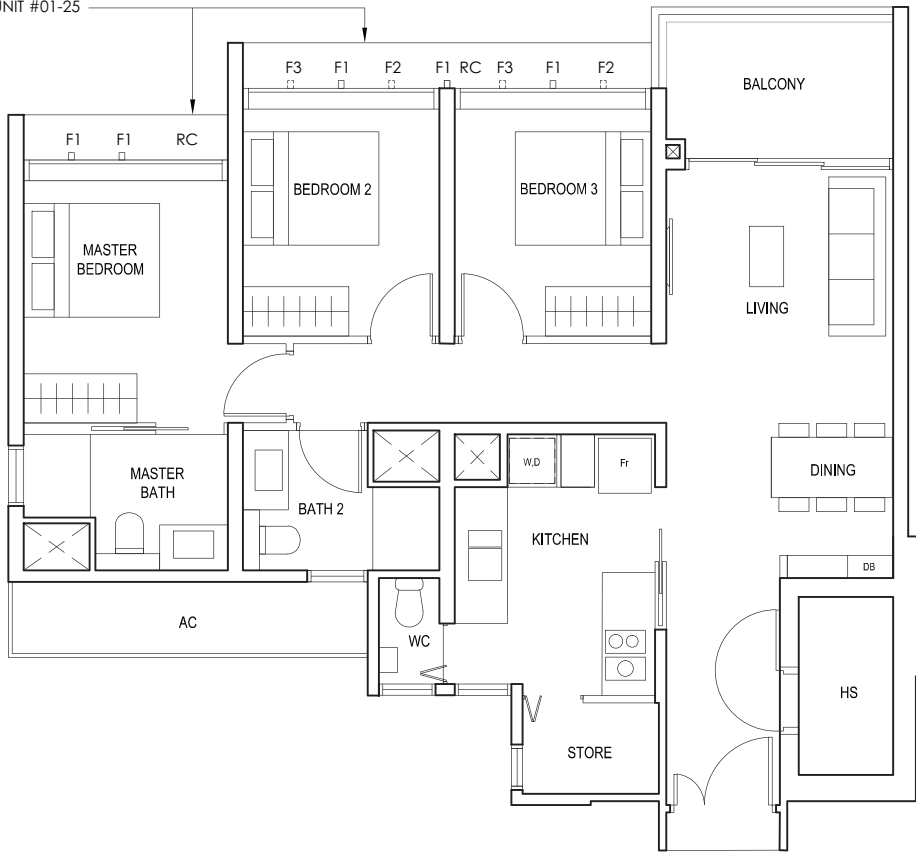 UNIT #01-25
F3 F1 F2 F1 RC F3 F1 F2
BALCONY
F1 F1 RC
BEDROOM 2
BEDROOM 3
MASTER
BEDROOM
LIVING
MASTER
BATH
W,D
Fr
DINING
BATH 2
KITCHEN
DB
AC
WC
HS
STORE